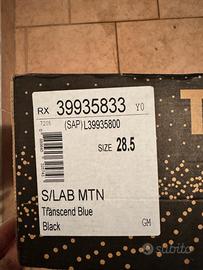 RX 39935833 Y0
(SAP)L39935800
SIZE 28.5
S/LAB MTN
Transcend Blue
Black
GM
subito